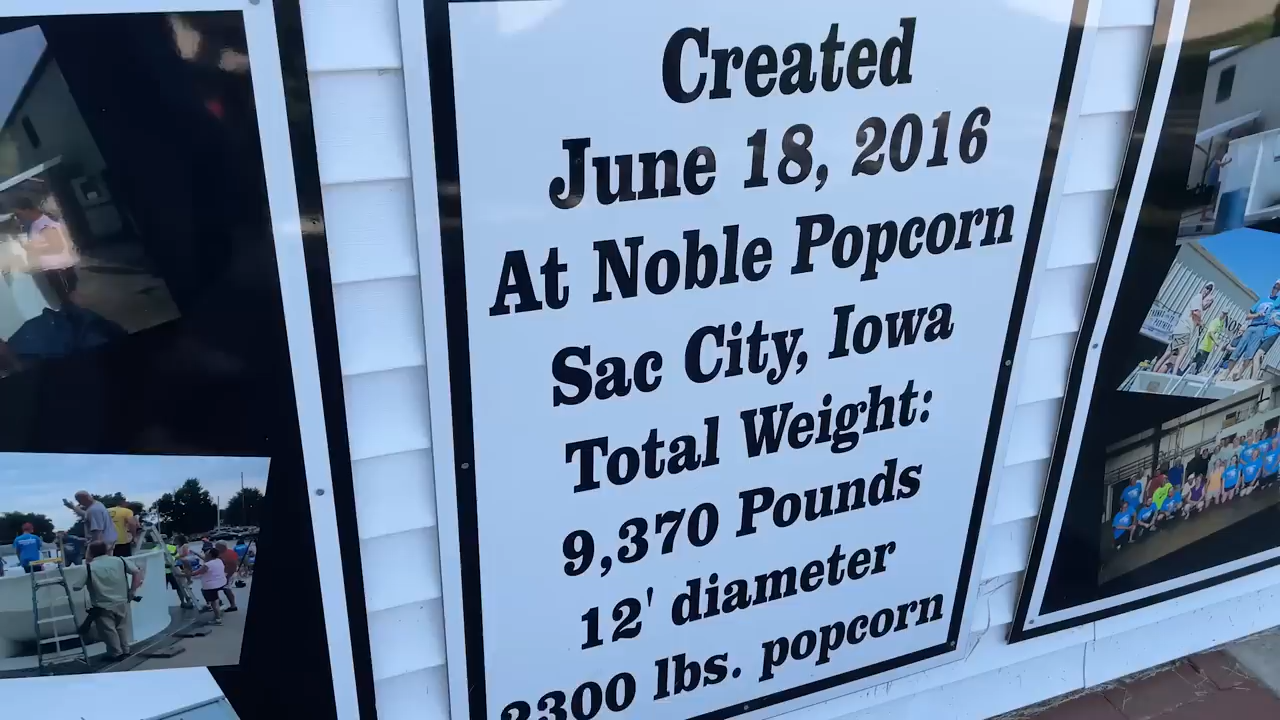 Created
June 18, 2016
At Noble Popcorn
Sac City, Iowa
Total Weight:
9,370 Pounds
12' diameter
lbs. popcorn